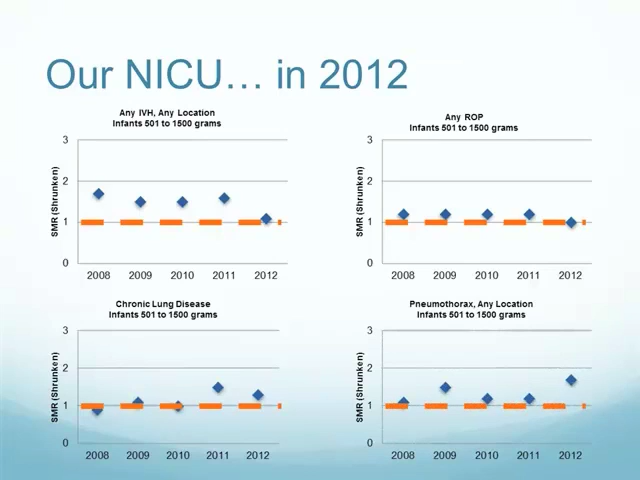 Our NICU… in 2012
Any IVH, Any Location
Infants 501 to 1500 grams
SMR (Shrunken)
3
2
1
0
2008 2009 2010 2011 2012
Any ROP
Infants 501 to 1500 grams
SMR (Shrunken)
3
2
1
0
2008 2009 2010 2011 2012
Chronic Lung Disease
Infants 501 to 1500 grams
SMR (Shrunken)
3
2
1
0
2008 2009 2010 2011 2012
Pneumothorax, Any Location
Infants 501 to 1500 grams
SMR (Shrunken)
3
2
1
0
2008 2009 2010 2011 2012